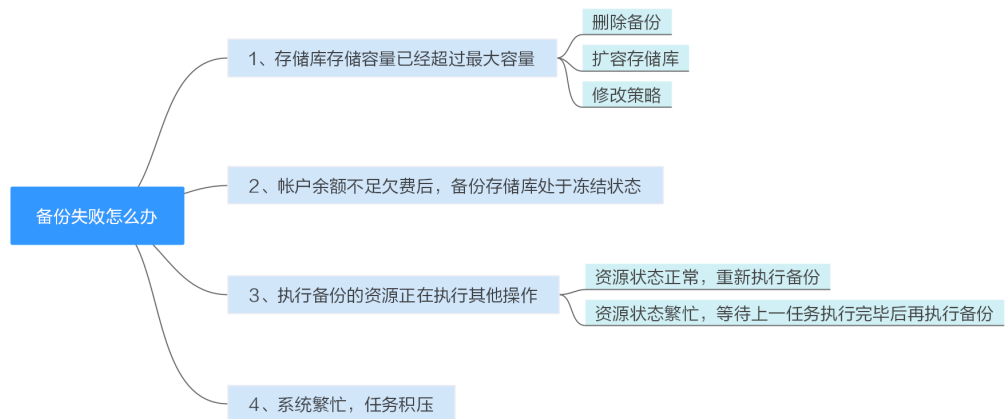 备份失败怎么办
1、存储库存储容量已经超过最大容量
删除备份
扩容存储库
修改策略
2、帐户余额不足欠费后，备份存储库处于冻结状态
3、执行备份的资源正在执行其他操作
资源状态正常，重新执行备份
资源状态繁忙，等待上一任务执行完毕后再执行备份
4、系统繁忙，任务积压